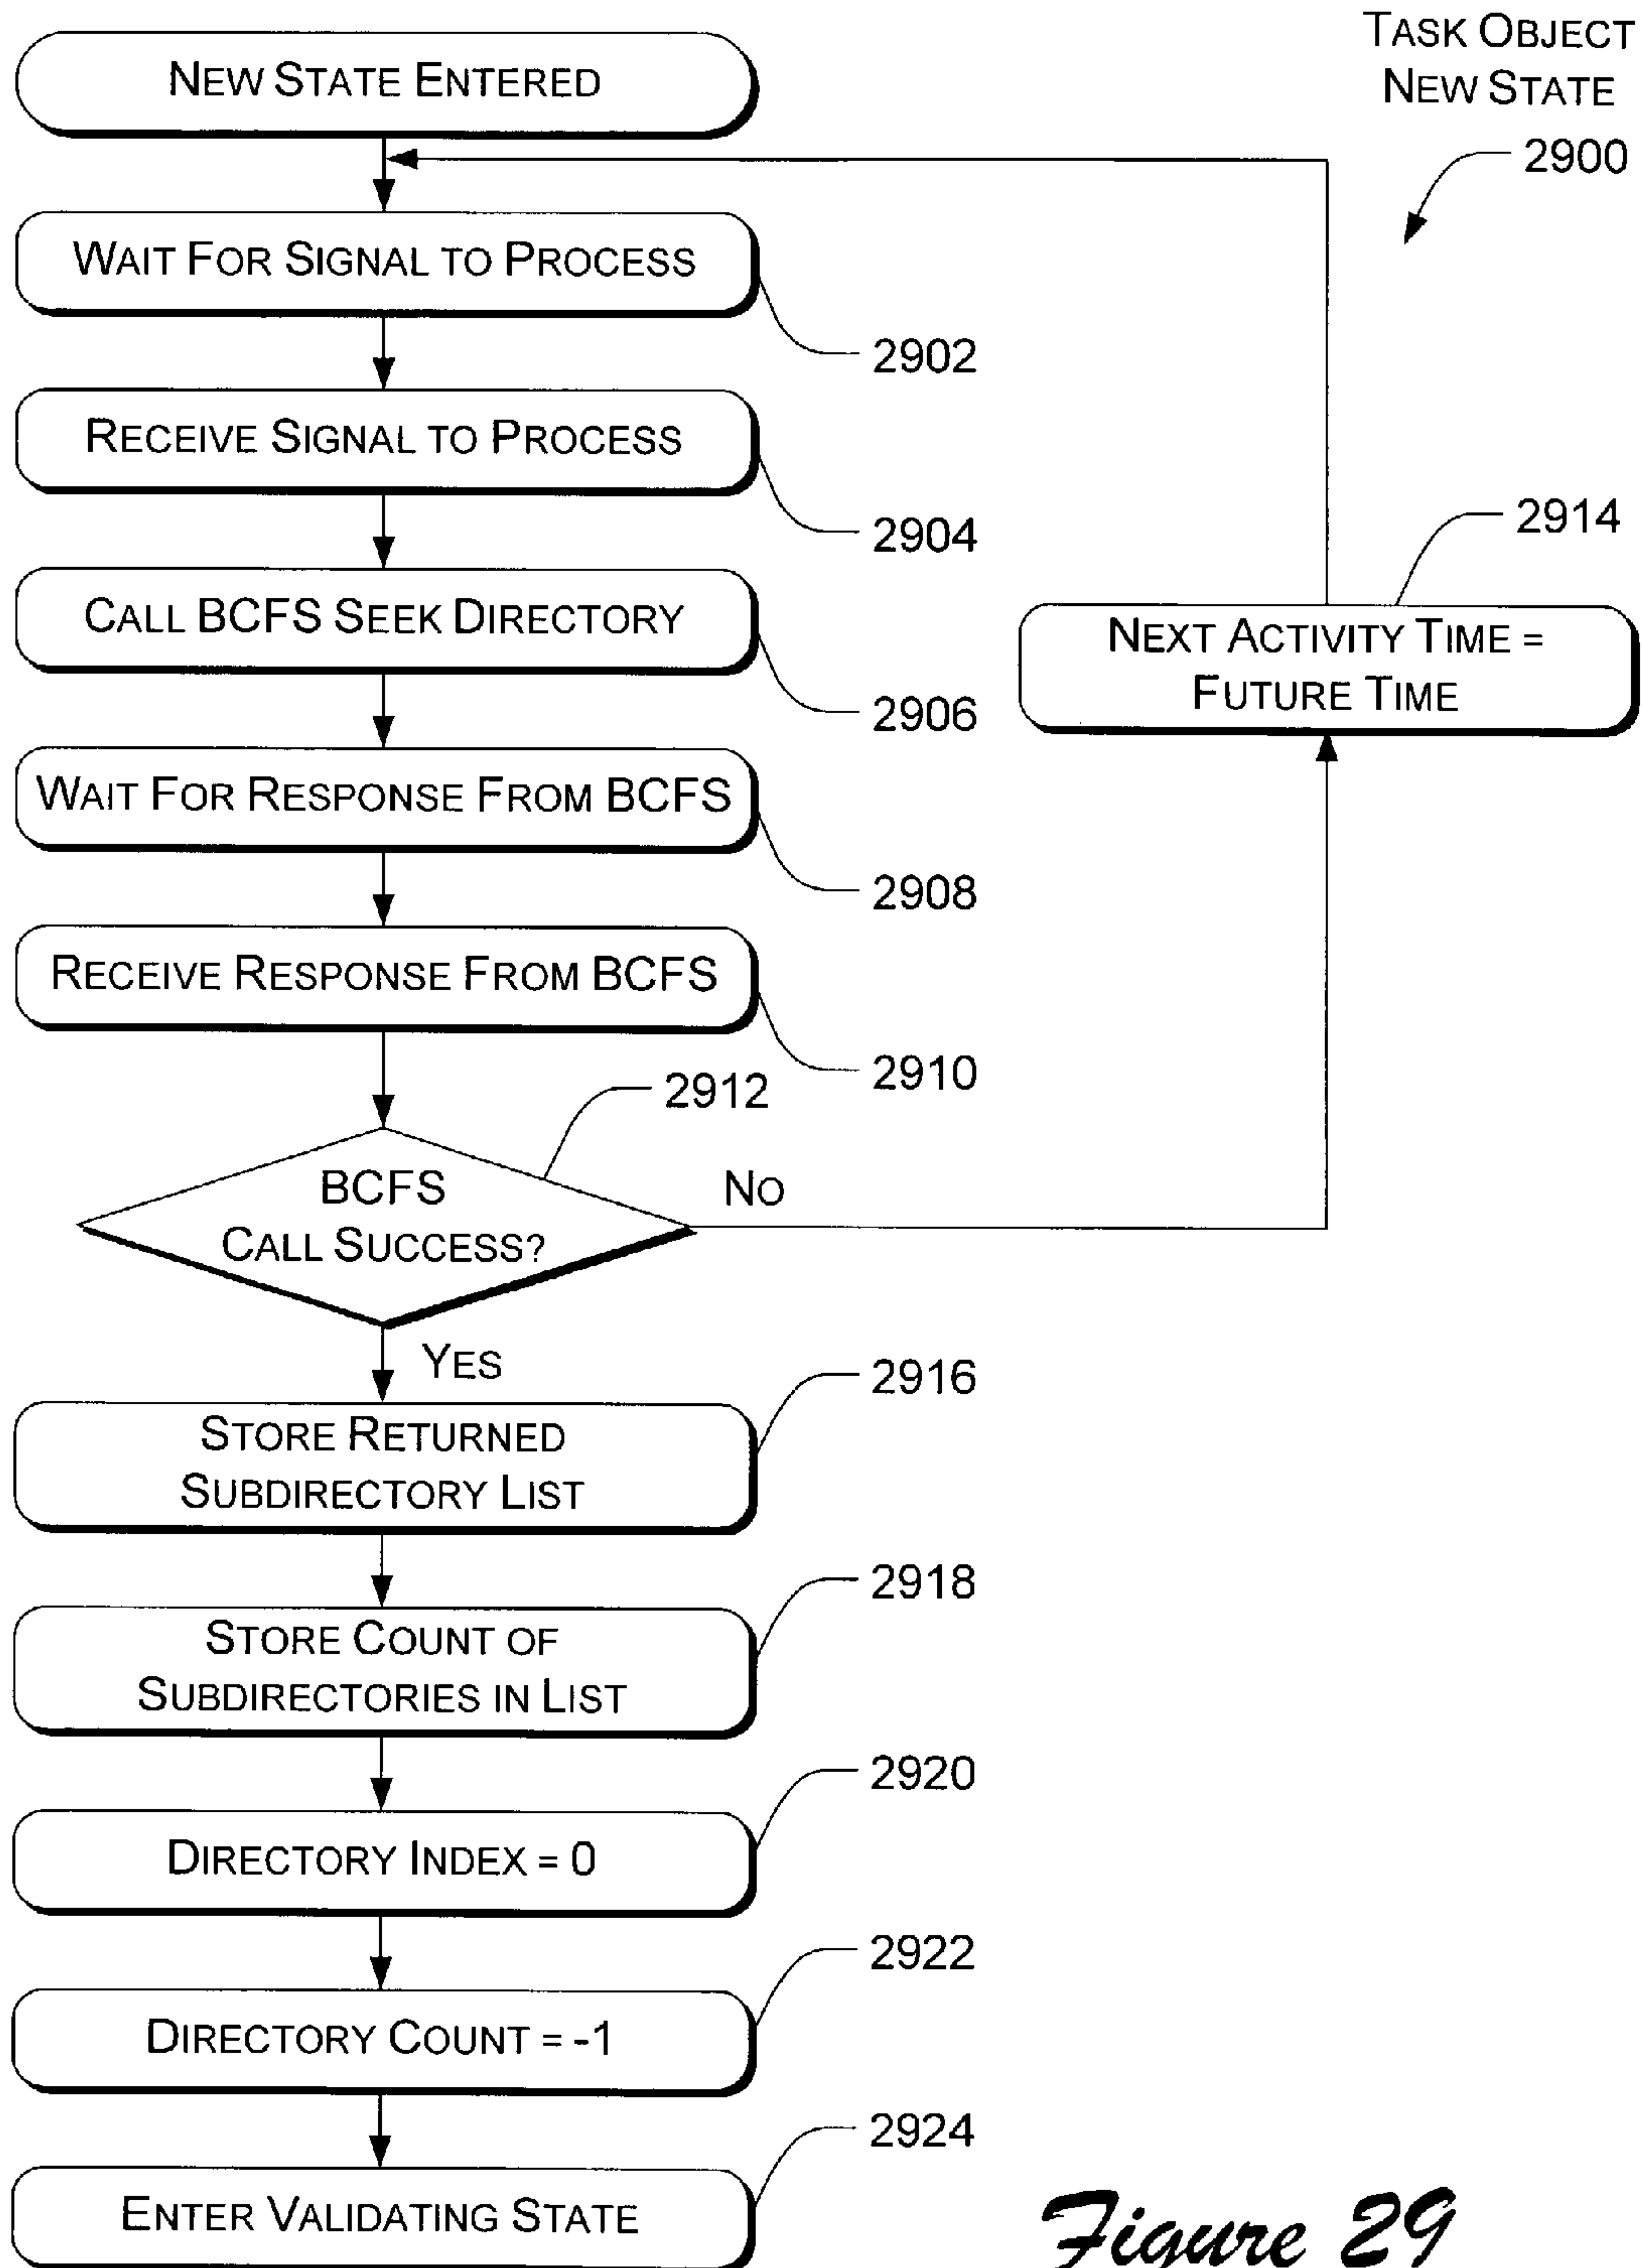 TASK OBJECT
NEW STATE
2900
NEW STATE ENTERED
WAIT FOR SIGNAL TO PROCESS
2902
RECEIVE SIGNAL TO PROCESS
2904
CALL BCFS SEEK DIRECTORY
2906
2914
NEXT ACTIVITY TIME =
FUTURE TIME
WAIT FOR RESPONSE FROM BCFS
2908
RECEIVE RESPONSE FROM BCFS
2910
2912
BCFS
CALL SUCCESS?
NO
YES
2916
STORE RETURNED
SUBDIRECTORY LIST
2918
STORE COUNT OF
SUBDIRECTORIES IN LIST
2920
DIRECTORY INDEX = 0
2922
DIRECTORY COUNT = -1
2924
ENTER VALIDATING STATE
Figure 29